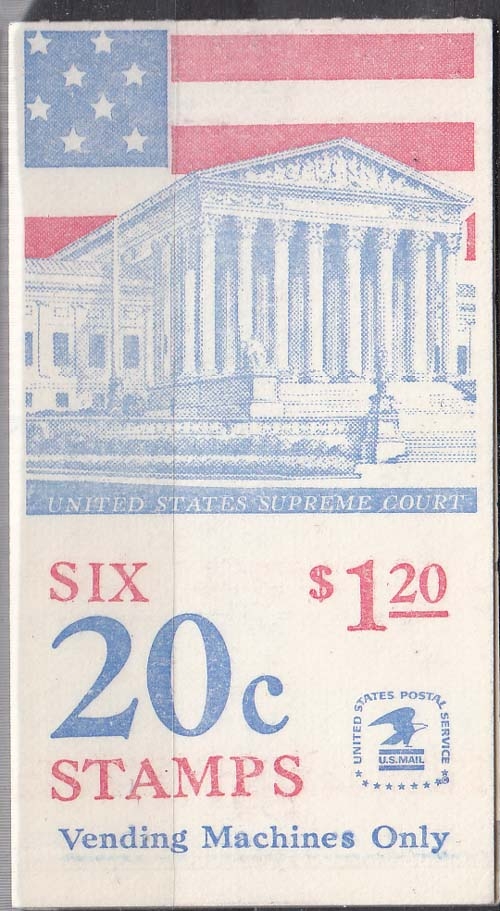 UNITED STATES SUPREME COURT
SIX
$1.20
20c
STAMPS
UNITED STATES POSTAL SERVICE
U.S.MAIL
Vending Machines Only